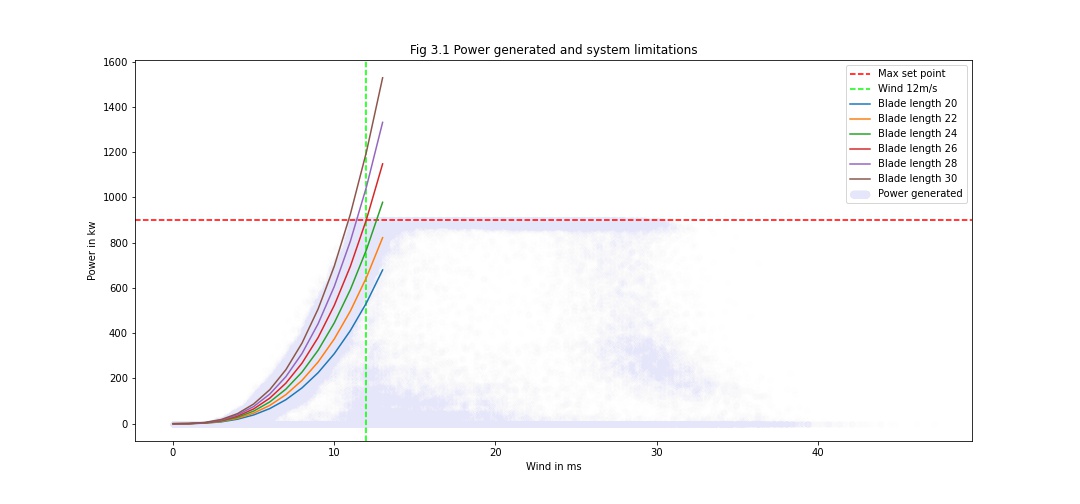 Fig 3.1 Power generated and system limitations
1600
1400
1200
1000
800
600
400
200
0
Power in kw
Max set point
Wind 12m/s
Blade length 20
Blade length 22
Blade length 24
Blade length 26
Blade length 28
Blade length 30
Power generated
0 10 20 30 40
Wind in ms